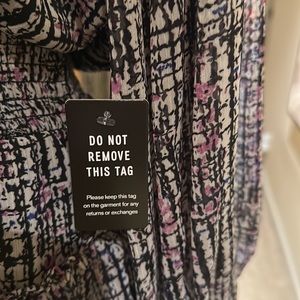 DO NOT
REMOVE
THIS TAG
Please keep this tag
on the garment for any
returns or exchanges